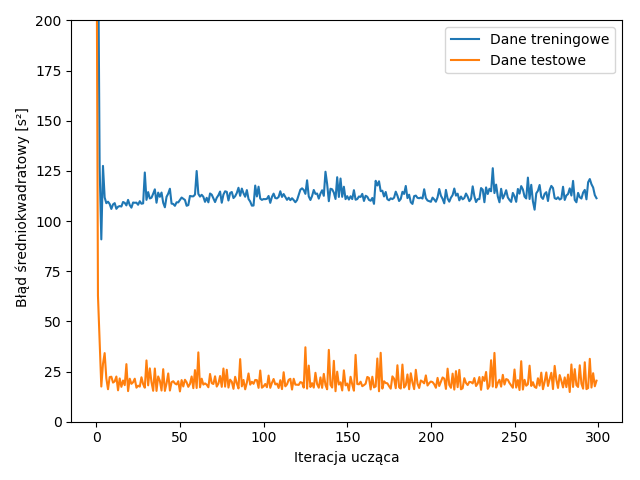 200
175
150
125
100
75
50
25
0
Błąd średniokwadratowy [s²]
Dane treningowe
Dane testowe
0 50 100 150 200 250 300
Iteracja ucząca